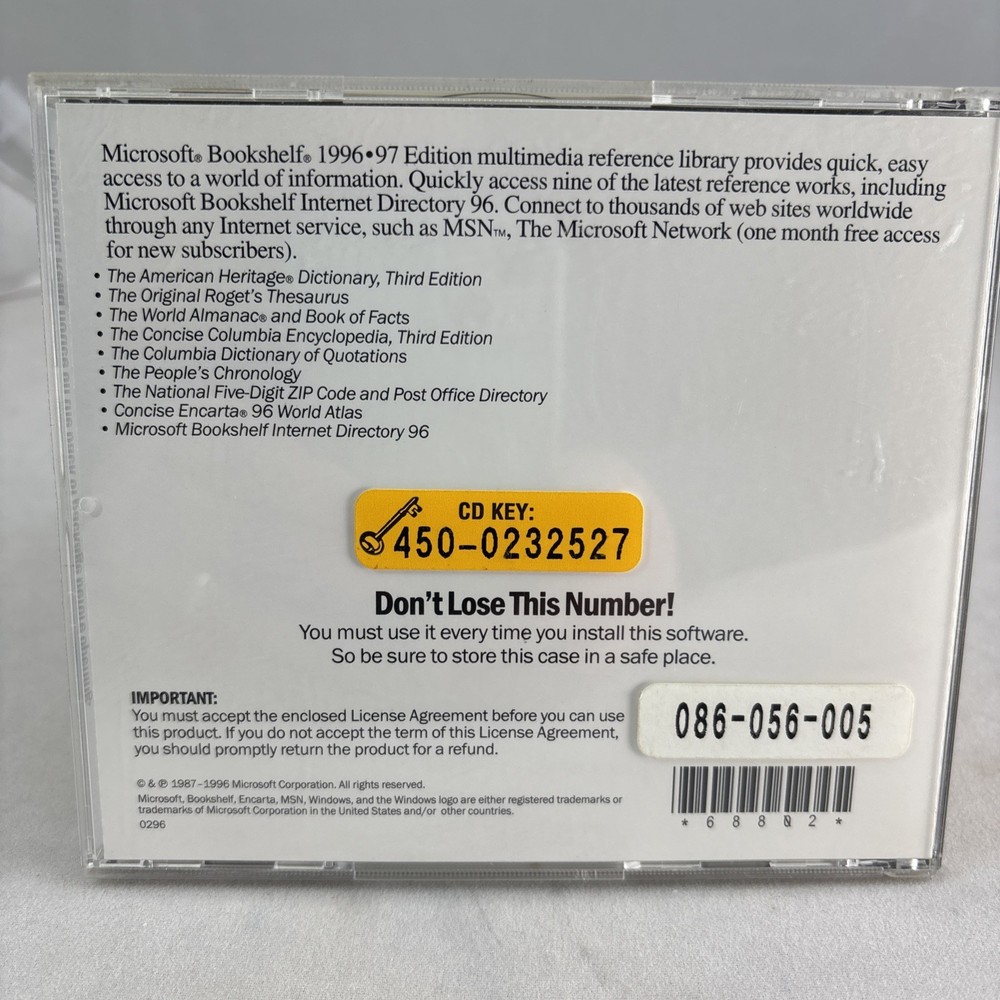 Microsoft® Bookshelf® 1996•97 Edition multimedia reference library provides quick, easy
access to a world of information. Quickly access nine of the latest reference works, including
Microsoft Bookshelf Internet Directory 96. Connect to thousands of web sites worldwide
through any Internet service, such as MSN™, The Microsoft Network (one month free access
for new subscribers).
• The American Heritage® Dictionary, Third Edition
• The Original Roget's Thesaurus
• The World Almanac® and Book of Facts
• The Concise Columbia Encyclopedia, Third Edition
• The Columbia Dictionary of Quotations
• The People's Chronology
• The National Five-Digit ZIP Code and Post Office Directory
• Concise Encarta® 96 World Atlas
• Microsoft Bookshelf Internet Directory 96
CD KEY:
450-0232527
Don't Lose This Number!
You must use it every time you install this software.
So be sure to store this case in a safe place.
IMPORTANT:
You must accept the enclosed License Agreement before you can use
this product. If you do not accept the term of this License Agreement,
you should promptly return the product for a refund.
086-056-005
© & ℗ 1987–1996 Microsoft Corporation. All rights reserved.
Microsoft, Bookshelf, Encarta, MSN, Windows, and the Windows logo are either registered trademarks or
trademarks of Microsoft Corporation in the United States and/or other countries.
0296
*68802*